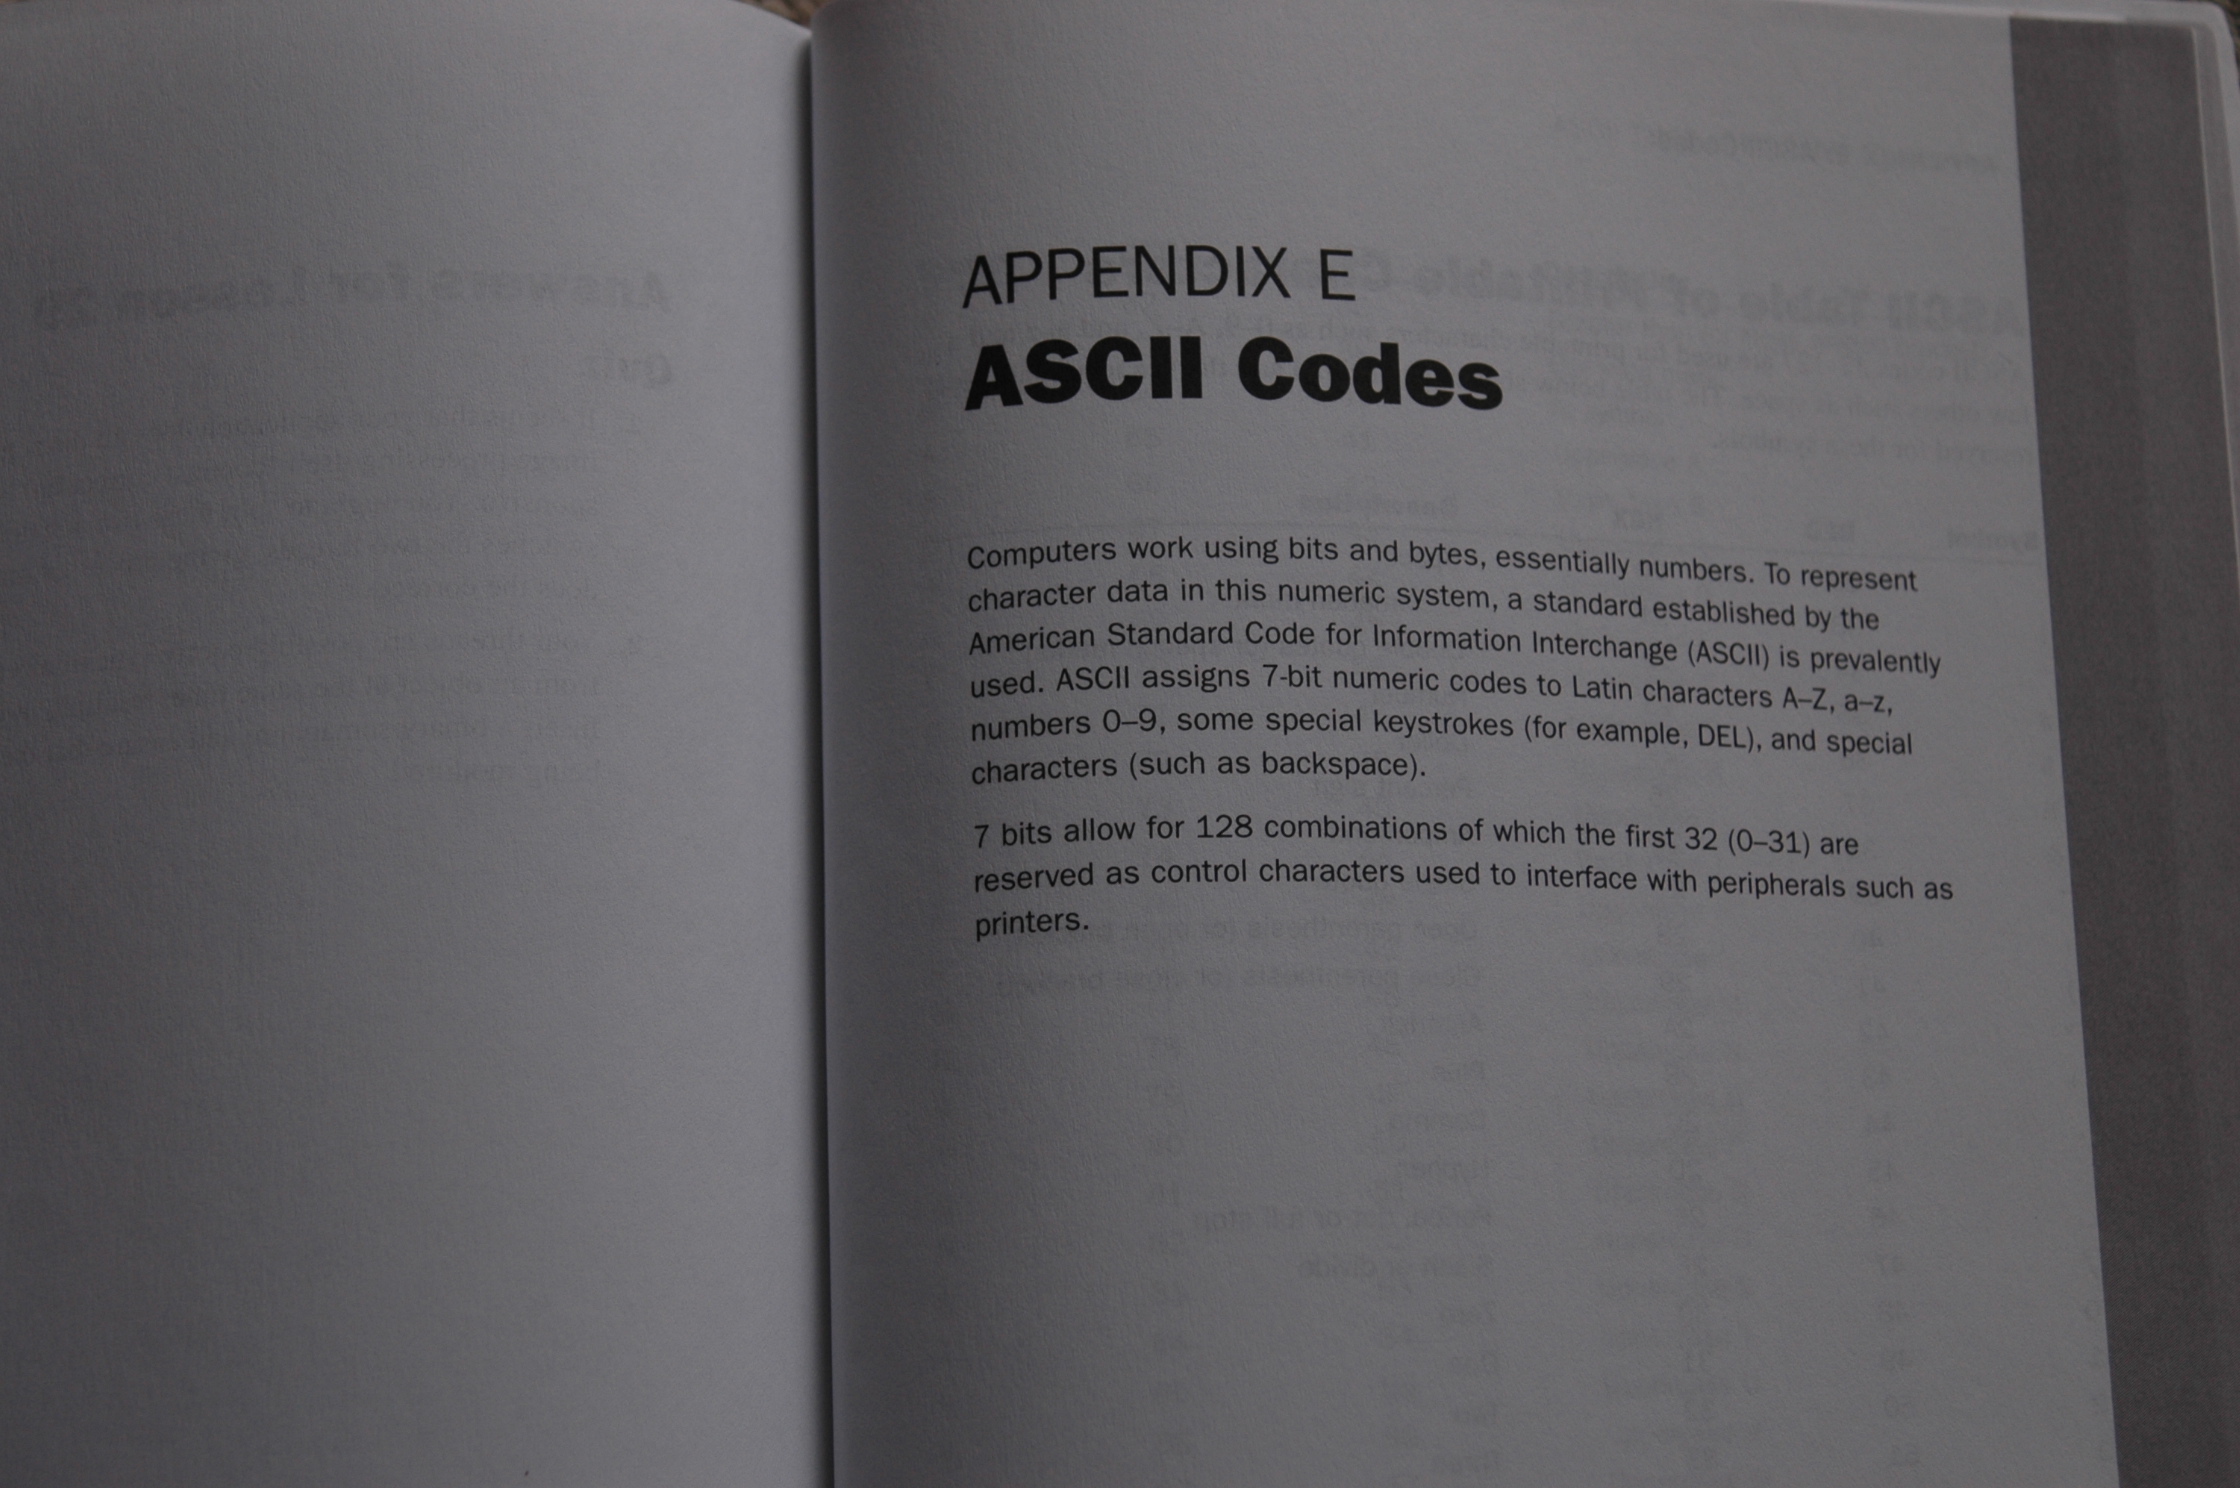 APPENDIX E
ASCII Codes
Computers work using bits and bytes, essentially numbers. To represent
character data in this numeric system, a standard established by the
American Standard Code for Information Interchange (ASCII) is prevalently
used. ASCII assigns 7-bit numeric codes to Latin characters A–Z, a–z,
numbers 0–9, some special keystrokes (for example, DEL), and special
characters (such as backspace).
7 bits allow for 128 combinations of which the first 32 (0–31) are
reserved as control characters used to interface with peripherals such as
printers.